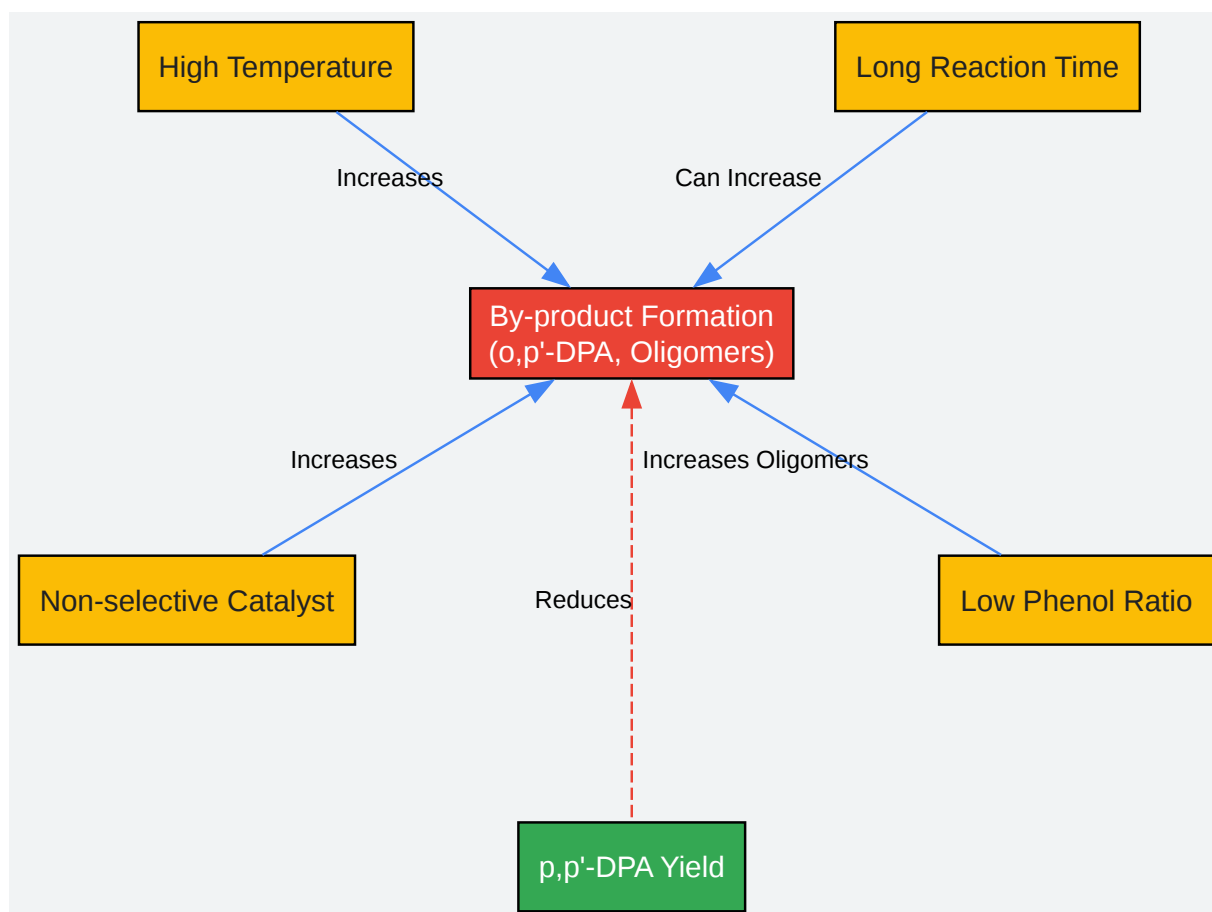 High Temperature
Long Reaction Time
Increases
Can Increase
By-product Formation
(o,p'-DPA, Oligomers)
Increases
Increases Oligomers
Non-selective Catalyst
Reduces
Low Phenol Ratio
p,p'-DPA Yield